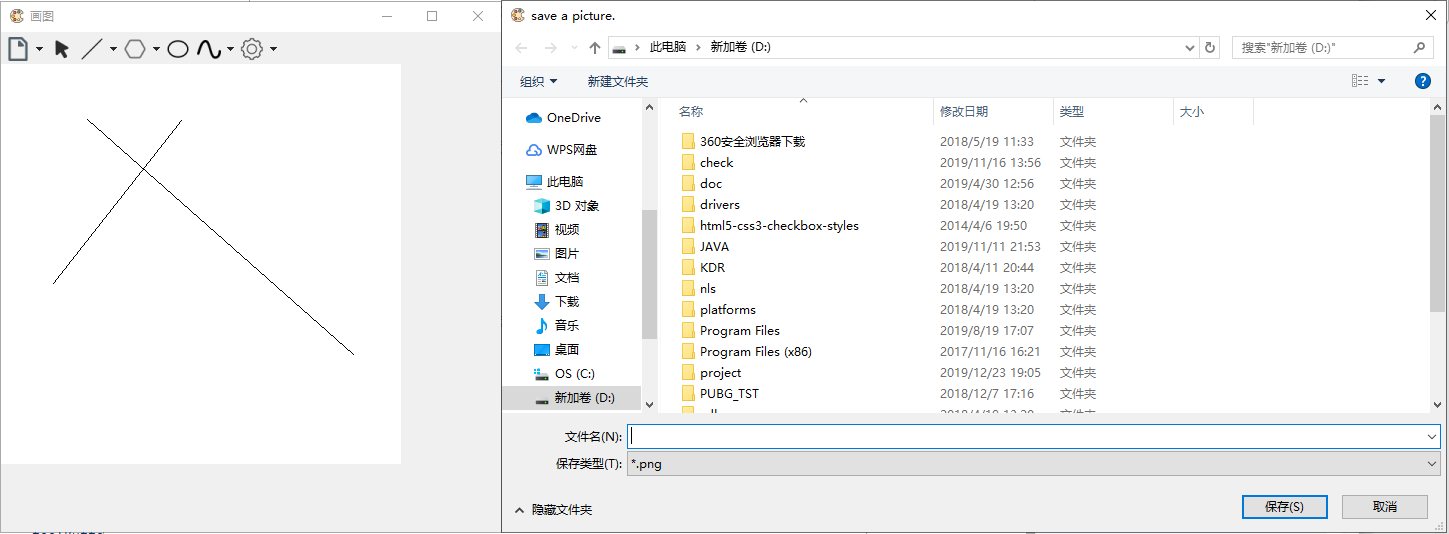 画图
save a picture.
此电脑 新加卷 (D:)
搜索"新加卷 (D:)"
组织 新建文件夹
OneDrive
WPS网盘
此电脑
3D 对象
视频
图片
文档
下载
音乐
桌面
OS (C:)
新加卷 (D:)
名称 修改日期 类型 大小
360安全浏览器下载 2018/5/19 11:33 文件夹
check 2019/11/16 13:56 文件夹
doc 2019/4/30 12:56 文件夹
drivers 2018/4/19 13:20 文件夹
html5-css3-checkbox-styles 2014/4/6 19:50 文件夹
JAVA 2019/11/11 21:53 文件夹
KDR 2018/4/11 20:44 文件夹
nls 2018/4/19 13:20 文件夹
platforms 2018/4/19 13:20 文件夹
Program Files 2019/8/19 17:07 文件夹
Program Files (x86) 2017/11/16 16:21 文件夹
project 2019/12/23 19:05 文件夹
PUBG_TST 2018/12/7 17:16 文件夹
文件名(N):
保存类型(T): *.png
隐藏文件夹
保存(S) 取消